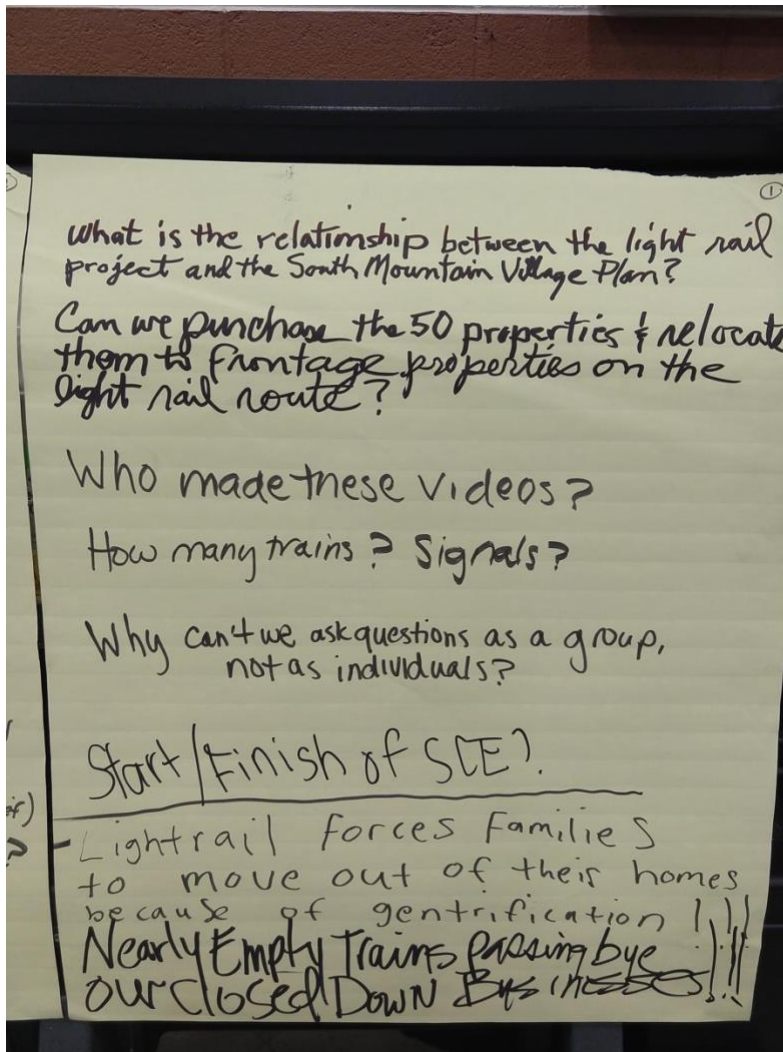 ①
What is the relationship between the light rail
project and the South Mountain Village Plan?
Can we purchase the 50 properties & relocate
them to frontage properties on the
light rail route?
Who made these videos?
How many trains? Signals?
Why can't we ask questions as a group,
not as individuals?
Start/Finish of SCE?
- Lightrail forces families
to move out of their homes
because of gentrification !!!
Nearly Empty Trains passing bye
our closed Down Businesses!!!
?